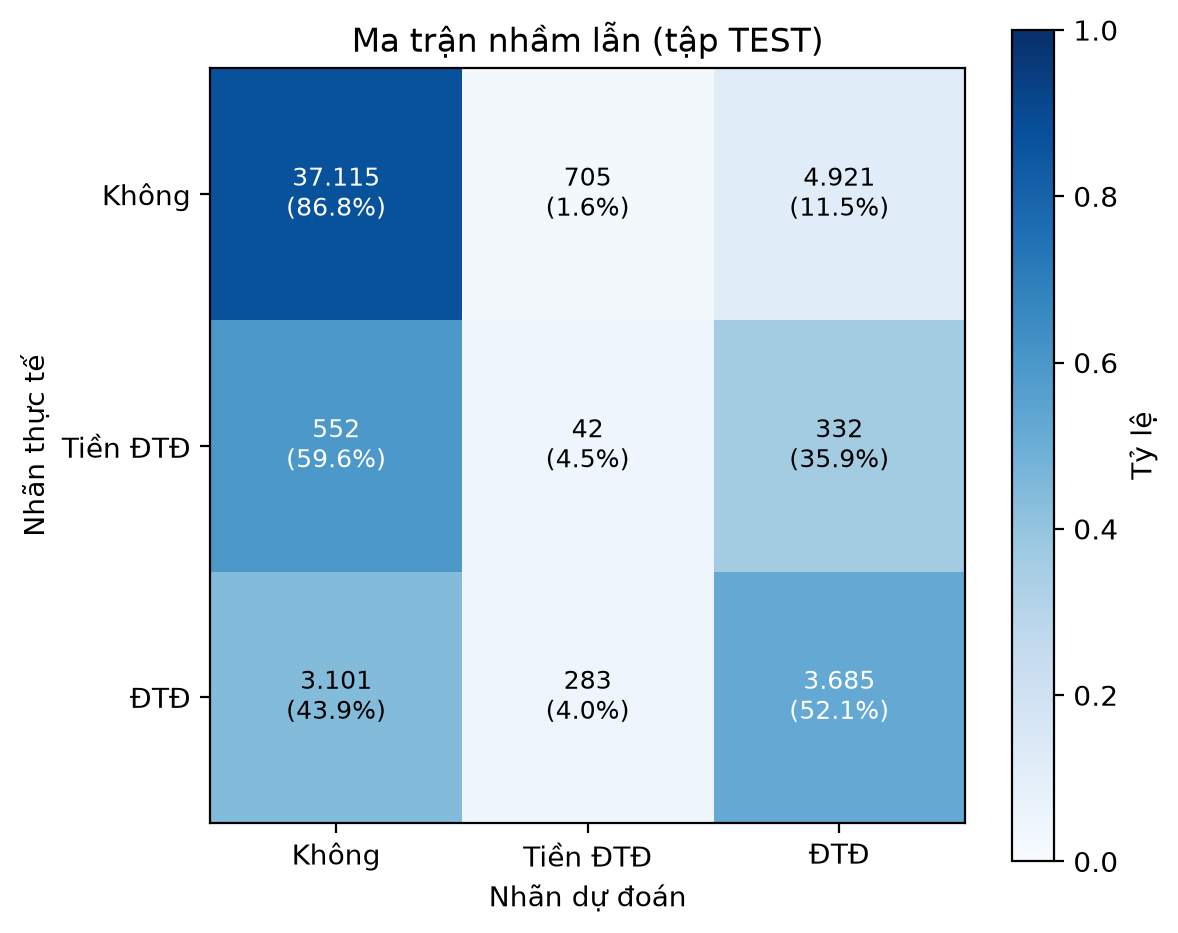 Ma trận nhầm lẫn (tập TEST)
Nhãn thực tế
Không
Tiền ĐTĐ
ĐTĐ
37.115
(86.8%)
705
(1.6%)
4.921
(11.5%)
552
(59.6%)
42
(4.5%)
332
(35.9%)
3.101
(43.9%)
283
(4.0%)
3.685
(52.1%)
Không
Tiền ĐTĐ
ĐTĐ
Nhãn dự đoán
1.0
0.8
0.6
0.4
0.2
0.0
Tỷ lệ